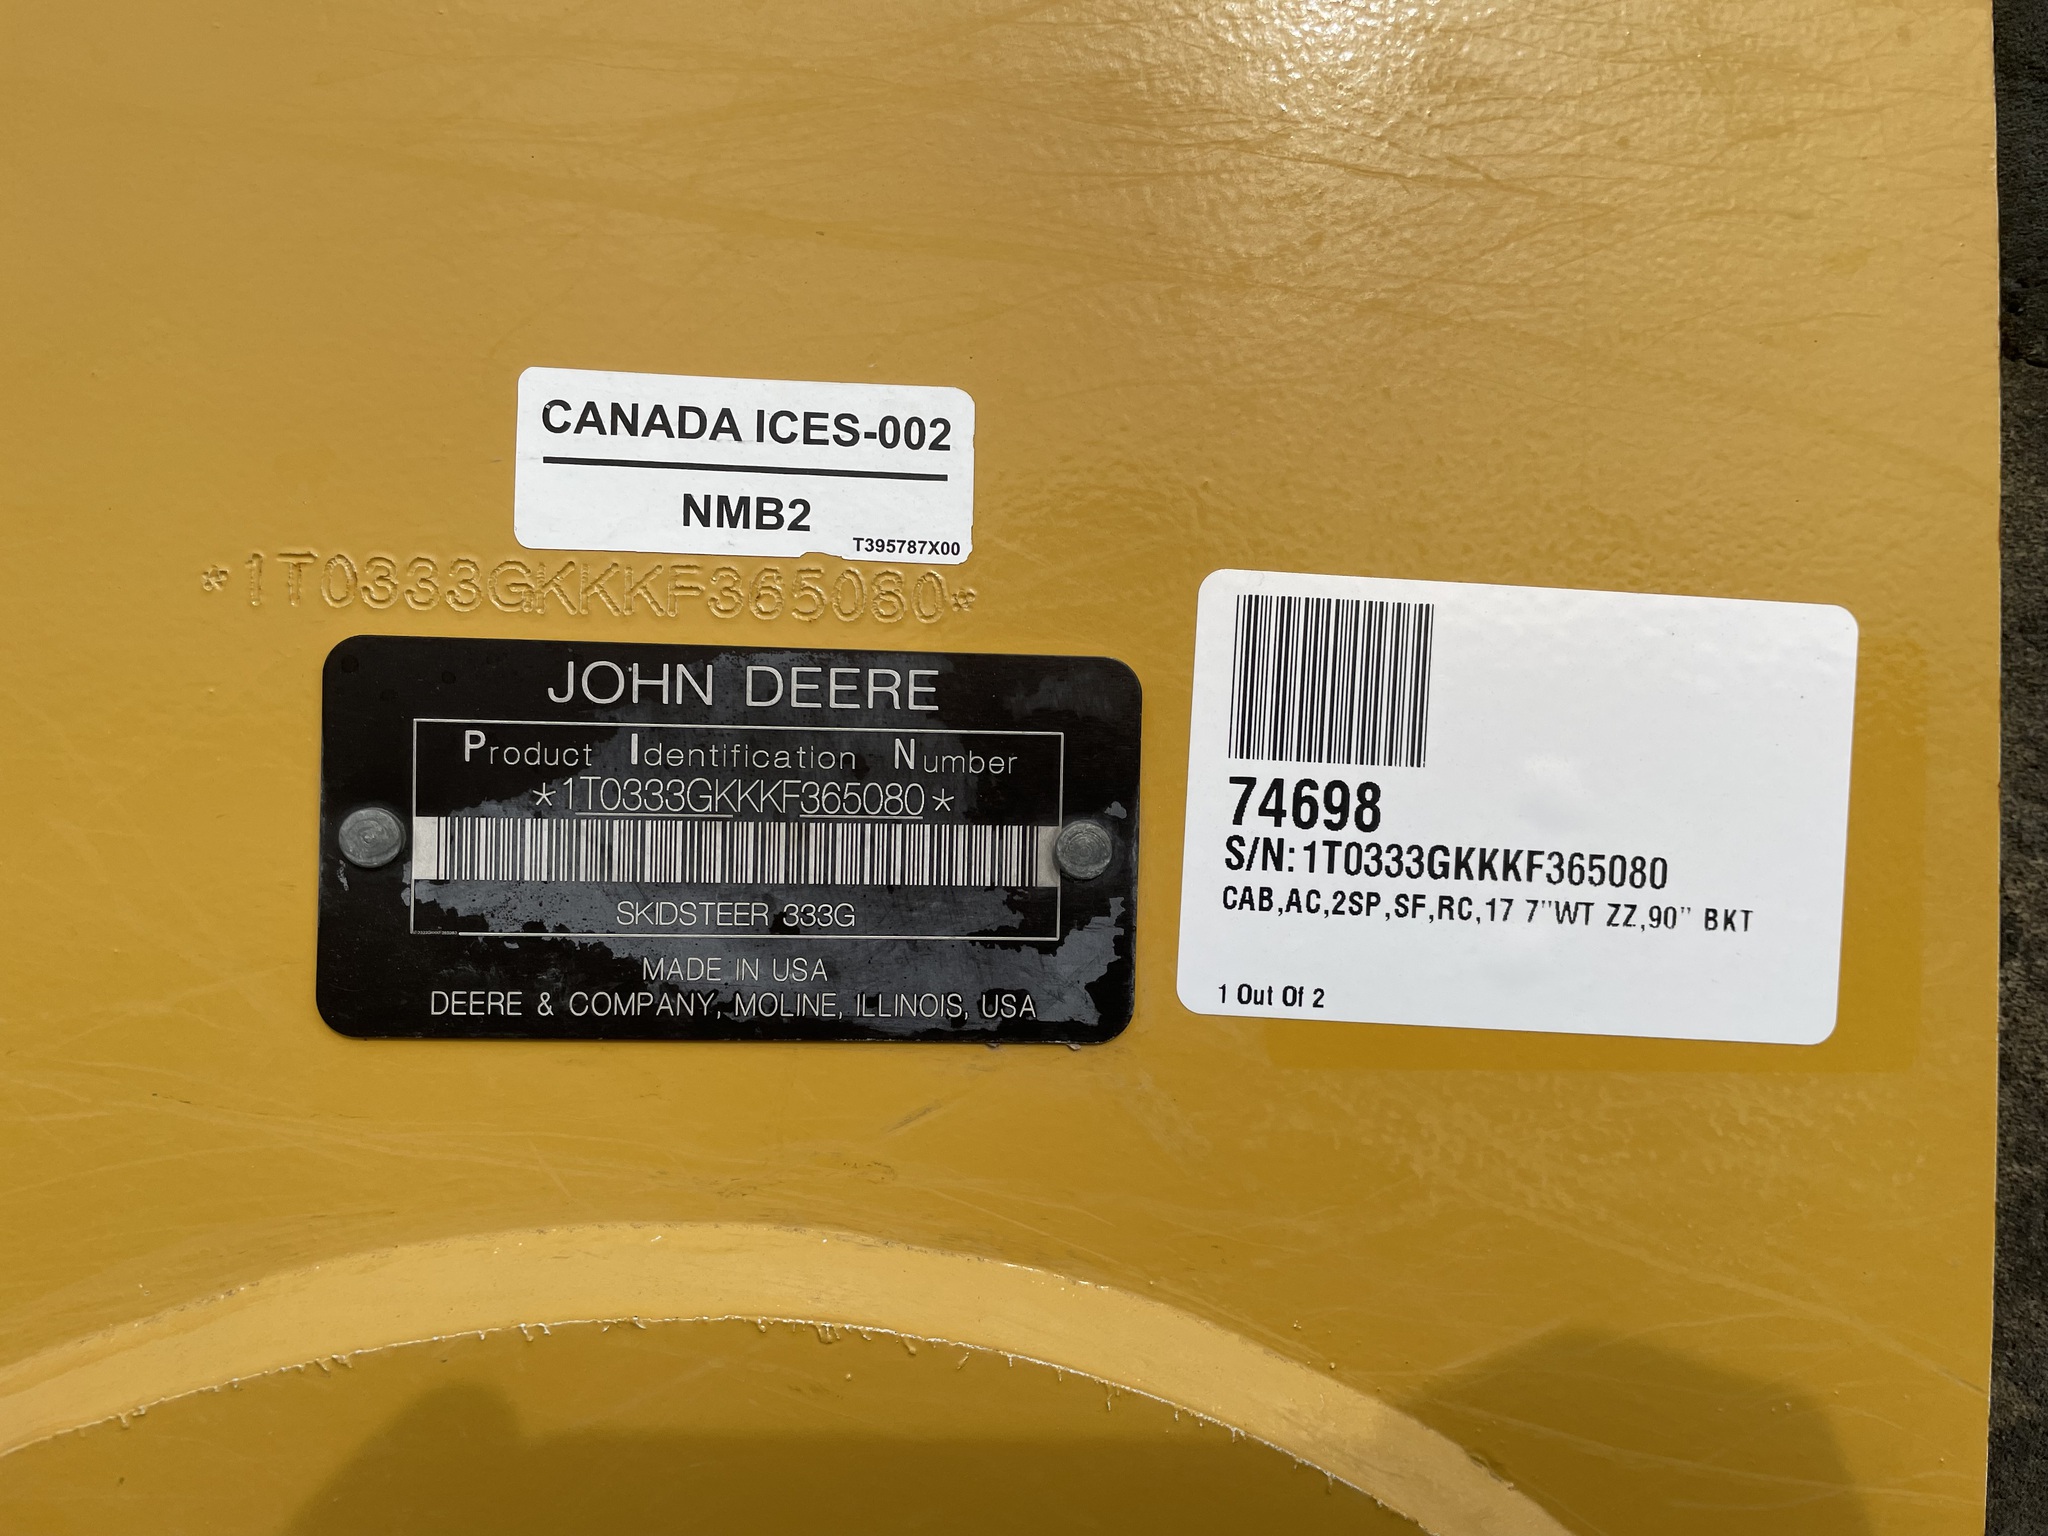 CANADA ICES-002
NMB2
T395787X00
*1T0333GKKKF365080*
JOHN DEERE
Product Identification Number
*1T0333GKKKF365080*
SKIDSTEER 333G
MADE IN USA
DEERE & COMPANY, MOLINE, ILLINOIS, USA
74698
S/N:1T0333GKKKF365080
CAB,AC,2SP,SF,RC,17 7"WT ZZ,90" BKT
1 Out Of 2